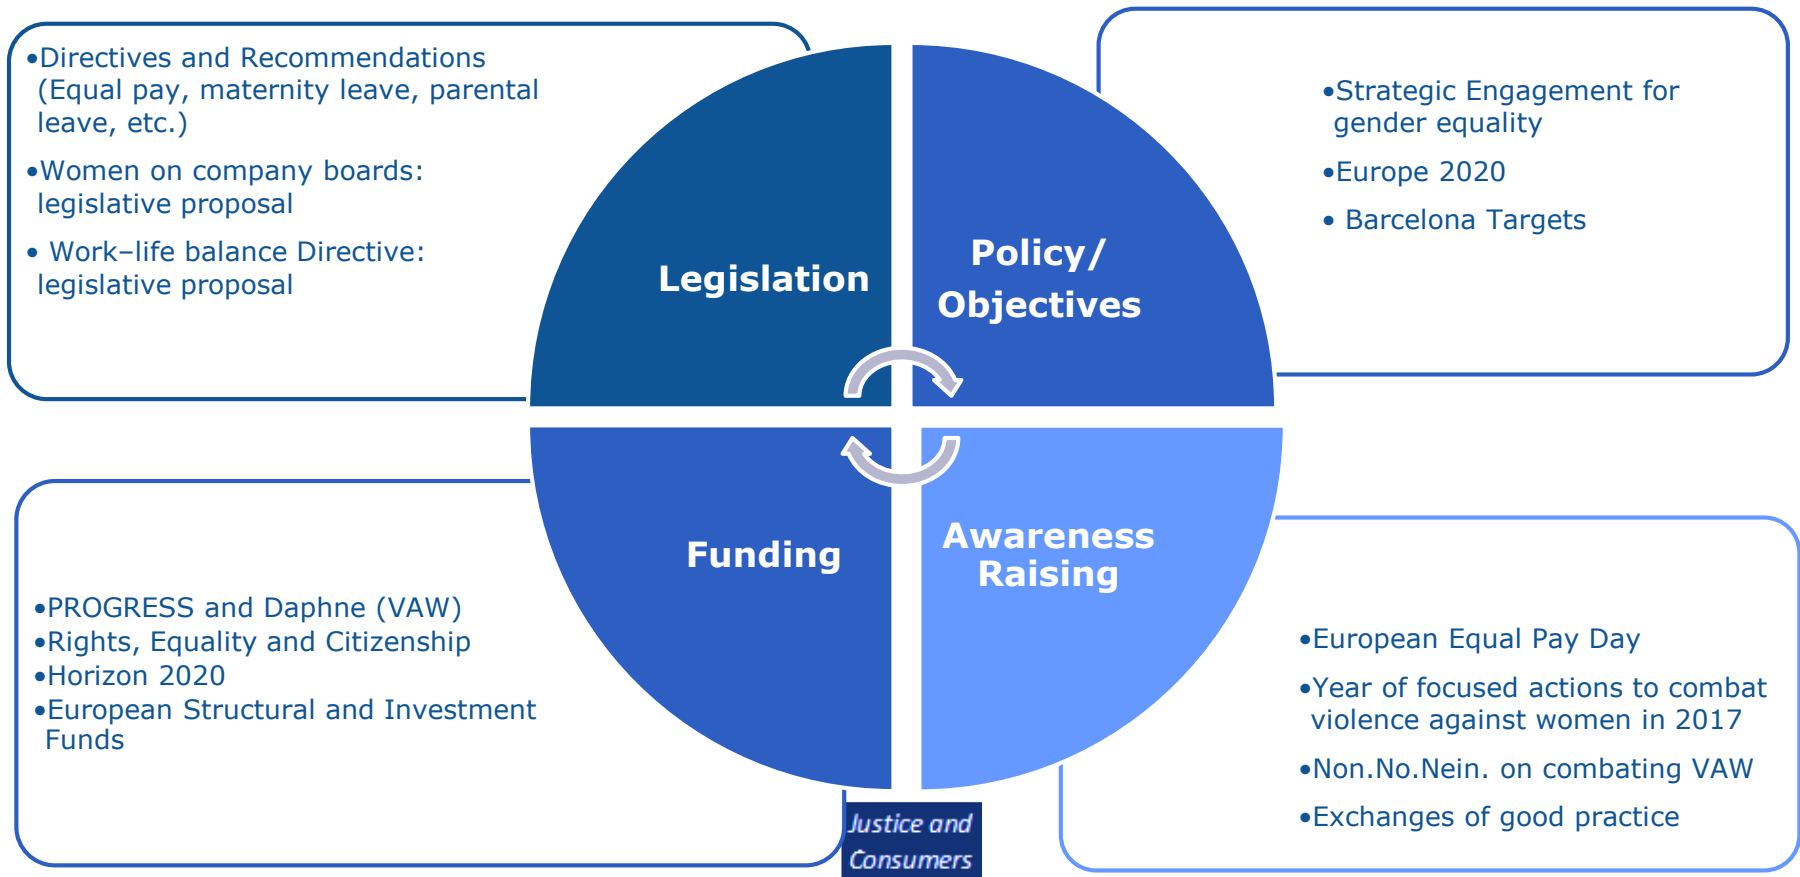 •Directives and Recommendations
(Equal pay, maternity leave, parental
leave, etc.)
•Women on company boards:
legislative proposal
• Work–life balance Directive:
legislative proposal
Legislation
Policy/
Objectives
•Strategic Engagement for
gender equality
•Europe 2020
• Barcelona Targets
•PROGRESS and Daphne (VAW)
•Rights, Equality and Citizenship
•Horizon 2020
•European Structural and Investment
Funds
Funding
Awareness
Raising
•European Equal Pay Day
•Year of focused actions to combat
violence against women in 2017
•Non.No.Nein. on combating VAW
•Exchanges of good practice
Justice and
Consumers